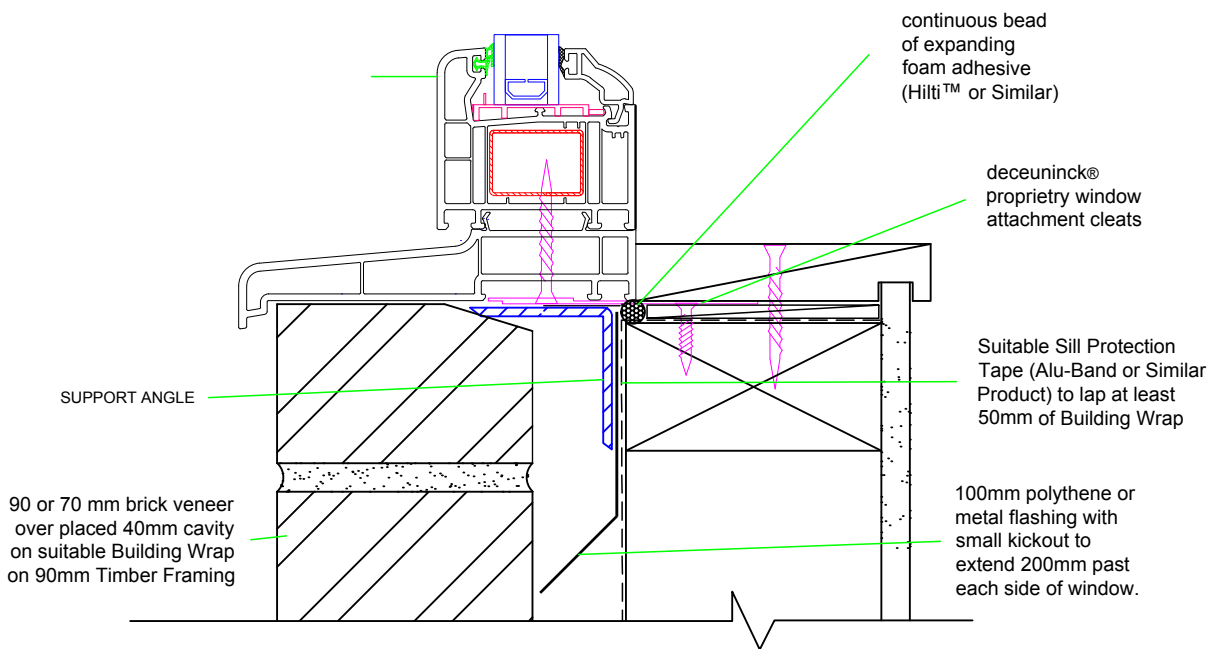 continuous bead
of expanding
foam adhesive
(Hilti™ or Similar)
deceuninck®
proprietry window
attachment cleats
Suitable Sill Protection
Tape (Alu-Band or Similar
Product) to lap at least
50mm of Building Wrap
SUPPORT ANGLE
90 or 70 mm brick veneer
over placed 40mm cavity
on suitable Building Wrap
on 90mm Timber Framing
100mm polythene or
metal flashing with
small kickout to
extend 200mm past
each side of window.